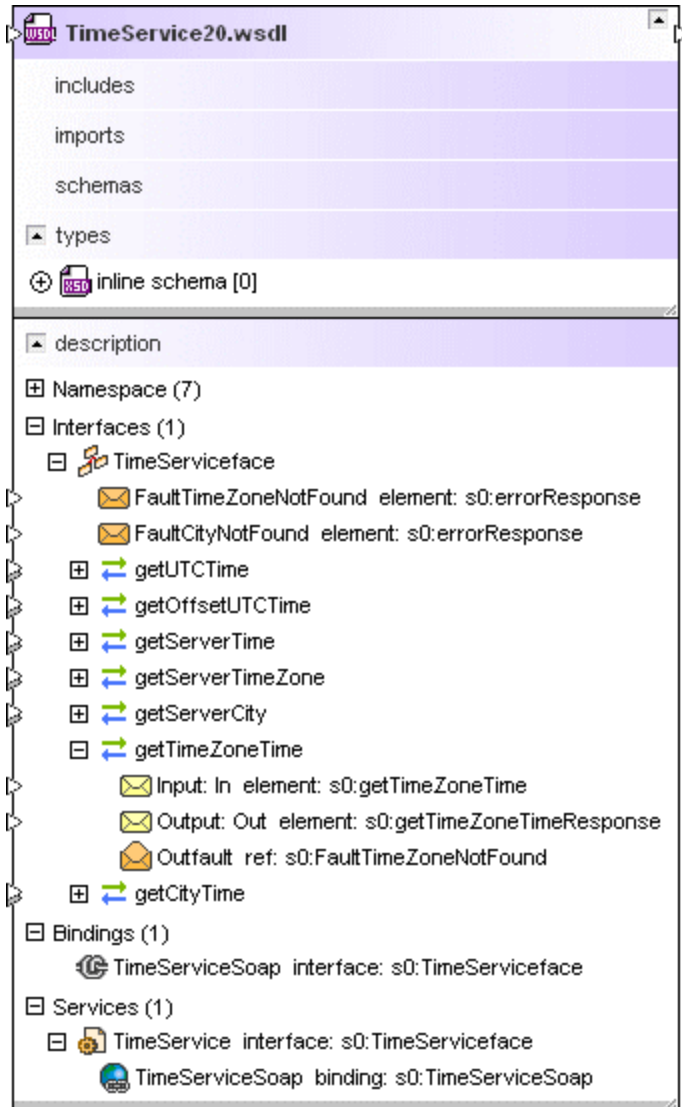 TimeService20.wsdl
includes
imports
schemas
types
inline schema [0]
description
Namespace (7)
Interfaces (1)
TimeServiceface
FaultTimeZoneNotFound element: s0:errorResponse
FaultCityNotFound element: s0:errorResponse
getUTCTime
getOffsetUTCTime
getServerTime
getServerTimeZone
getServerCity
getTimeZoneTime
Input: In element: s0:getTimeZoneTime
Output: Out element: s0:getTimeZoneTimeResponse
Outfault ref: s0:FaultTimeZoneNotFound
getCityTime
Bindings (1)
TimeServiceSoap interface: s0:TimeServiceface
Services (1)
TimeService interface: s0:TimeServiceface
TimeServiceSoap binding: s0:TimeServiceSoap